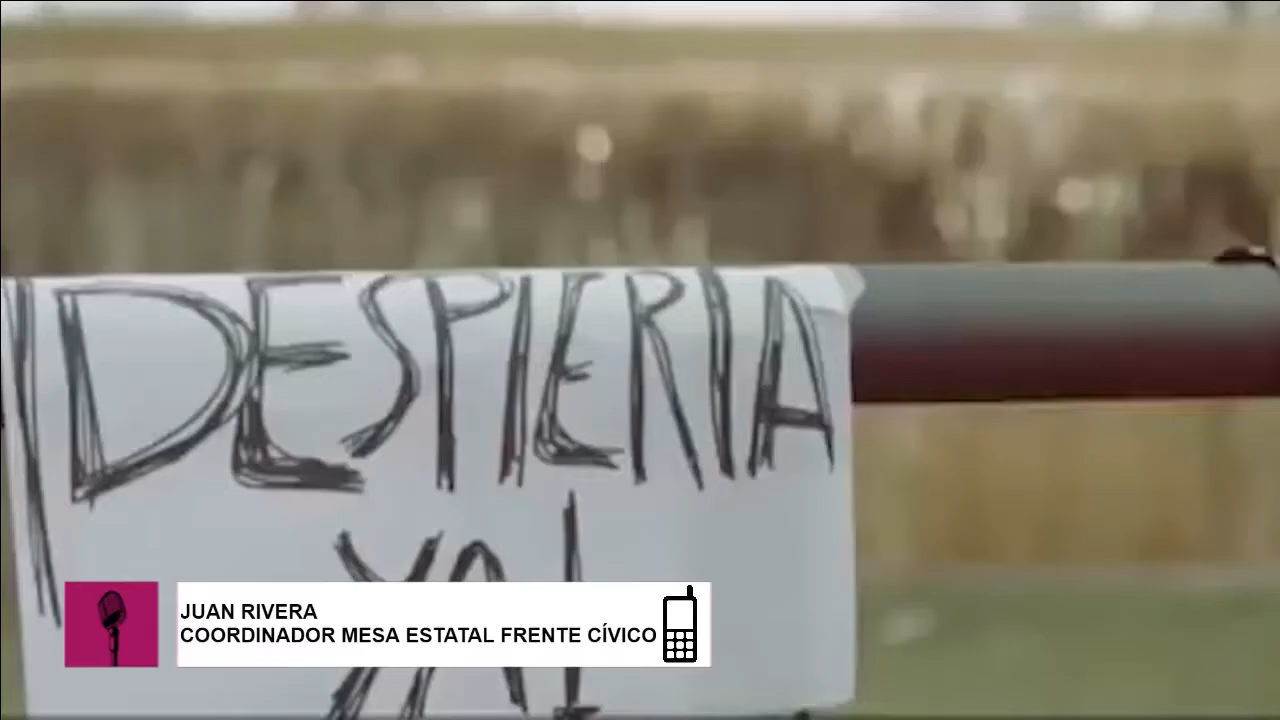 ¡DESPIERTA
YA!
JUAN RIVERA
COORDINADOR MESA ESTATAL FRENTE CÍVICO